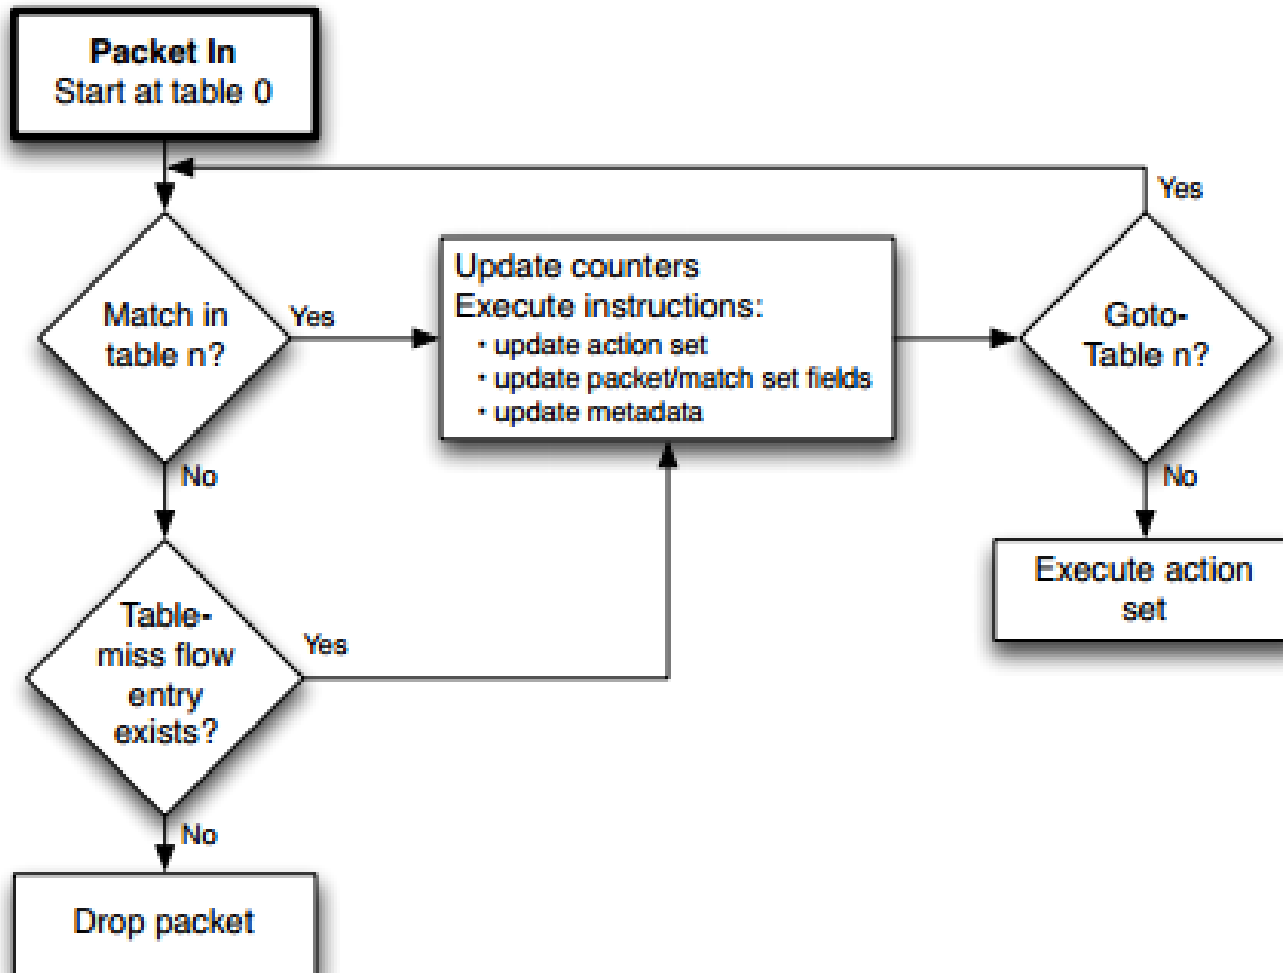 Packet In
Start at table 0
Yes
Match in
table n?
Yes
Update counters
Execute instructions:
• update action set
• update packet/match set fields
• update metadata
Goto-
Table n?
No
No
Execute action
set
Table-
miss flow
entry
exists?
Yes
No
Drop packet